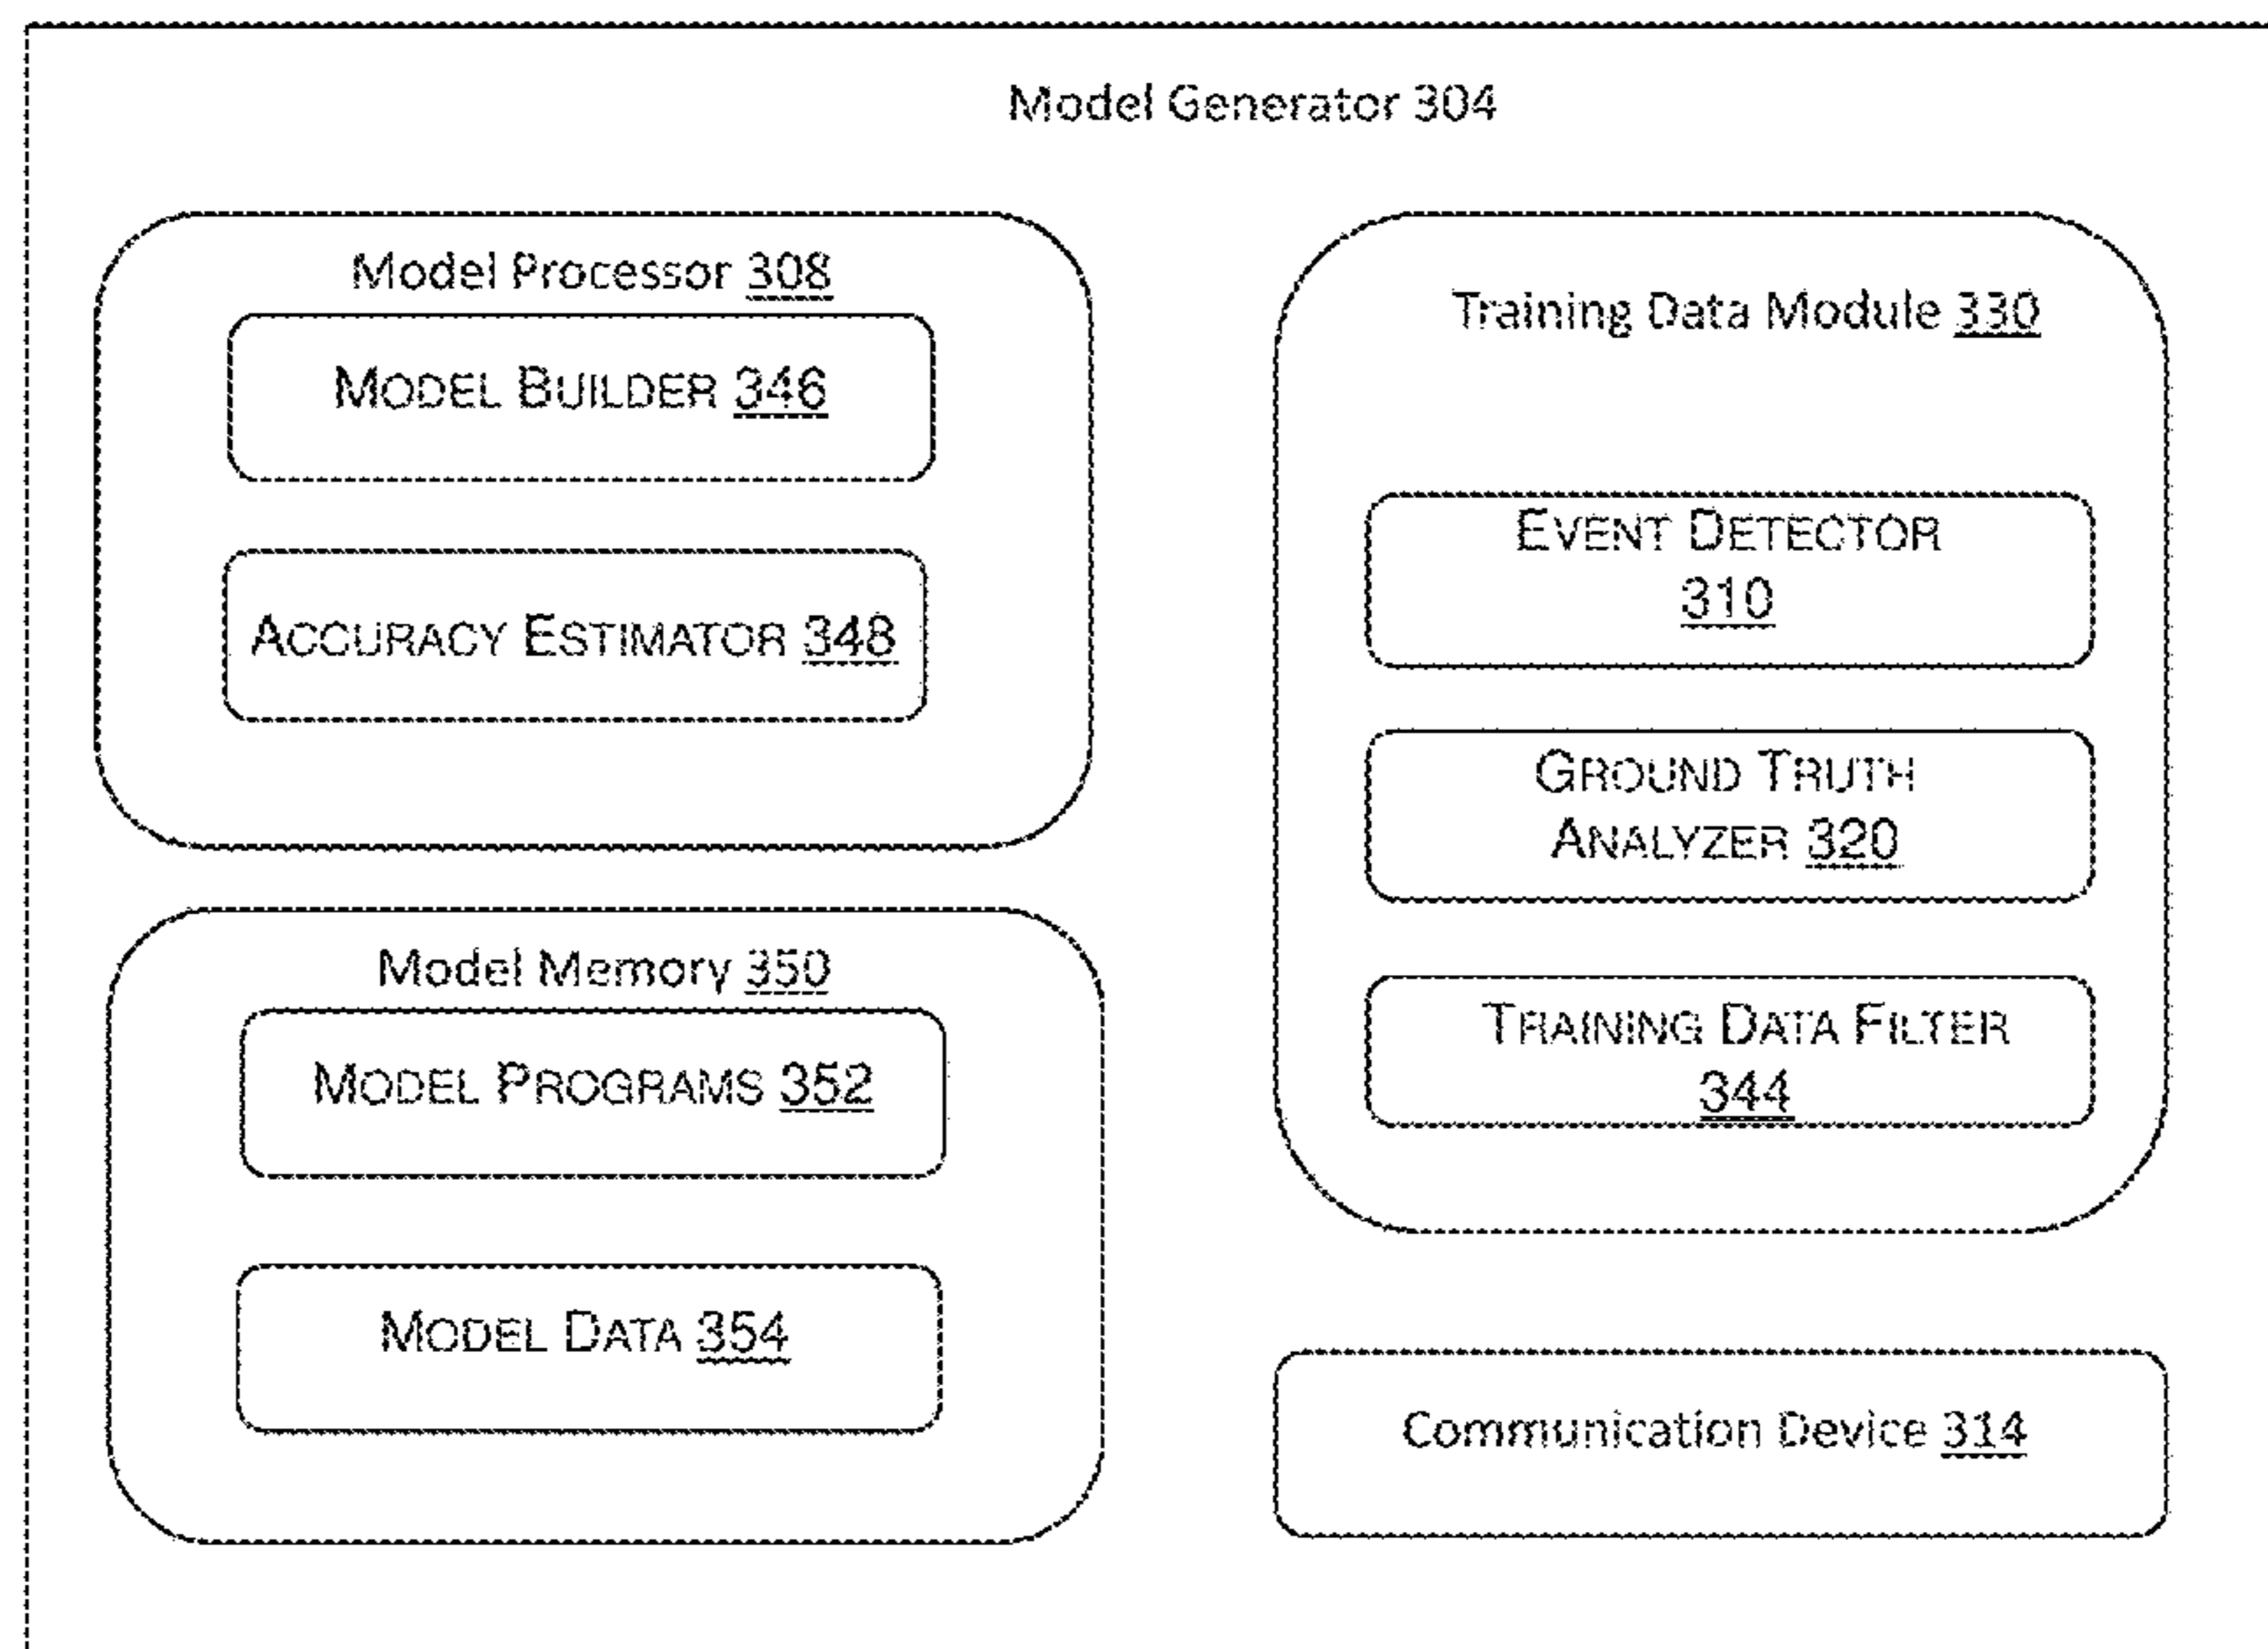 Model Generator 304
Model Processor 308
MODEL BUILDER 346
ACCURACY ESTIMATOR 348
Model Memory 350
MODEL PROGRAMS 352
MODEL DATA 354
Training Data Module 330
EVENT DETECTOR
310
GROUND TRUTH
ANALYZER 320
TRAINING DATA FILTER
344
Communication Device 314